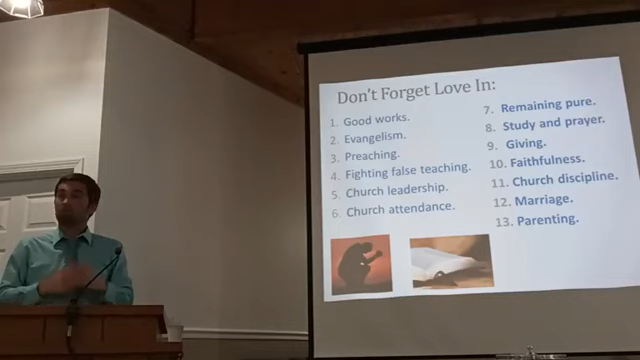 Don't Forget Love In:
1. Good works.
2. Evangelism.
3. Preaching.
4. Fighting false teaching.
5. Church leadership.
6. Church attendance.
7. Remaining pure.
8. Study and prayer.
9. Giving.
10. Faithfulness.
11. Church discipline.
12. Marriage.
13. Parenting.